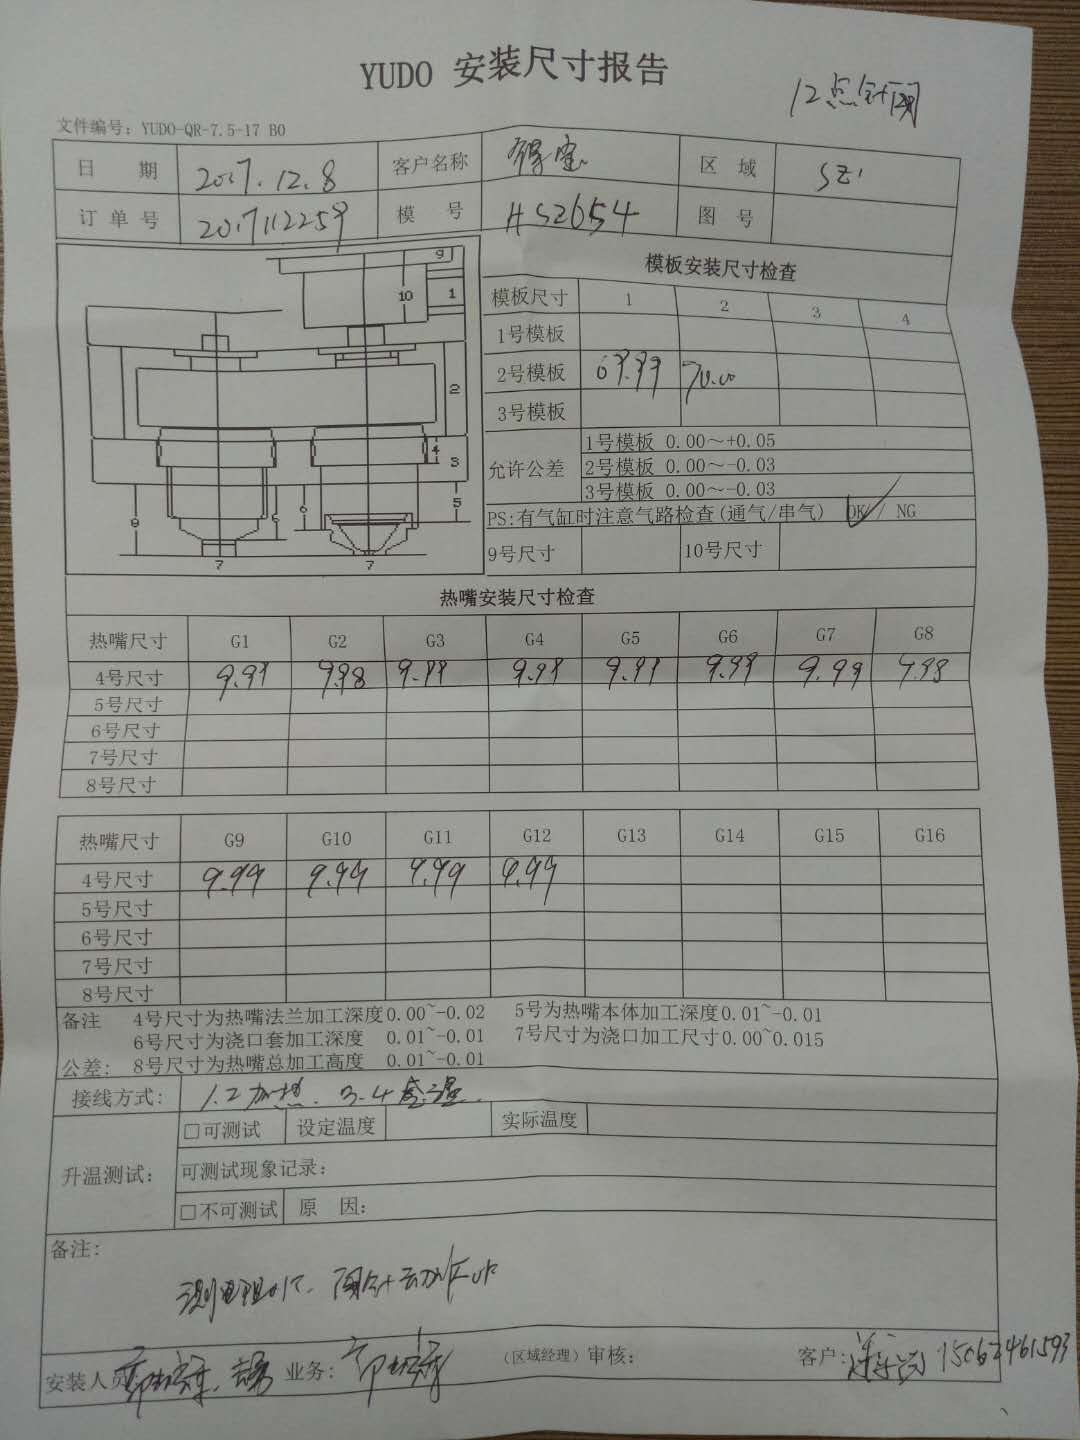 YUDO 安装尺寸报告
12点针阀
文件编号：YUDO-QR-7.5-17 B0
日 期 2017.12.8 客户名称 区 域 SZ1
订 单 号 2017112259 模 号 HS2654 图 号
9
10 1
2
4 3
5
8 6 6
7 7
模板安装尺寸检查
模板尺寸 1 2 3 4
1号模板
2号模板 69.99 70.00
3号模板
允许公差 1号模板 0.00～+0.05
2号模板 0.00～-0.03
3号模板 0.00～-0.03
PS:有气缸时注意气路检查(通气/串气) OK / NG
9号尺寸 10号尺寸
热嘴安装尺寸检查
热嘴尺寸 G1 G2 G3 G4 G5 G6 G7 G8
4号尺寸 9.99 9.98 9.99 9.99 9.99 9.99 9.99 9.98
5号尺寸
6号尺寸
7号尺寸
8号尺寸
热嘴尺寸 G9 G10 G11 G12 G13 G14 G15 G16
4号尺寸 9.99 9.99 9.99 9.99
5号尺寸
6号尺寸
7号尺寸
8号尺寸
备注 4号尺寸为热嘴法兰加工深度0.00~-0.02 5号为热嘴本体加工深度0.01~-0.01
6号尺寸为浇口套加工深度 0.01~-0.01 7号尺寸为浇口加工尺寸0.00~0.015
公差: 8号尺寸为热嘴总加工高度 0.01~-0.01
接线方式: 1.2加热. 3.4感温.
升温测试: □可测试 设定温度 实际温度
可测试现象记录:
□不可测试 原 因:
备注:
测电阻OK. 阀针动作OK
安装人员 业务: (区域经理)审核: 客户: 15062461593